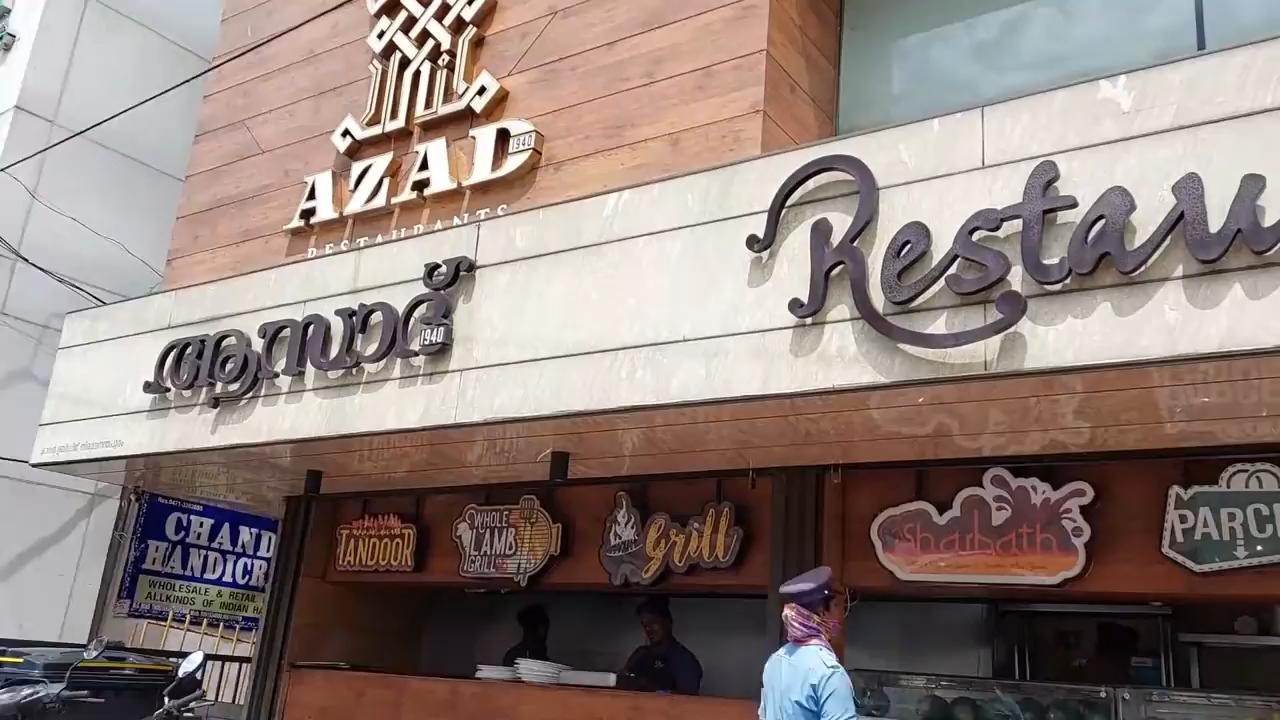 AZAD
1940
RESTAURANTS
ആസാദ്
1940
Restau
TANDOOR
WHOLE
LAMB
GRILL
Grill
Sharbath
PARC
CHAND
HANDICR
WHOLESALE & RETAIL
ALLKINDS OF INDIAN HA